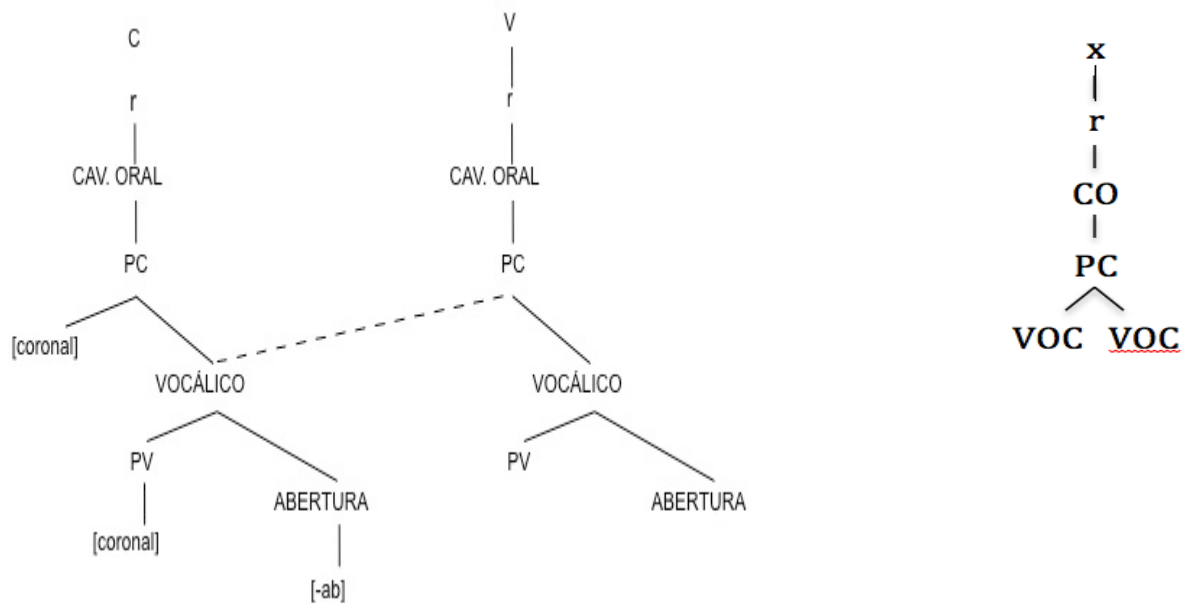 C
r
CAV. ORAL
PC
[coronal]
VOCÁLICO
PV
ABERTURA
[coronal]
[-ab]
V
r
CAV. ORAL
PC
VOCÁLICO
PV
ABERTURA
x
r
CO
PC
VOC VOC